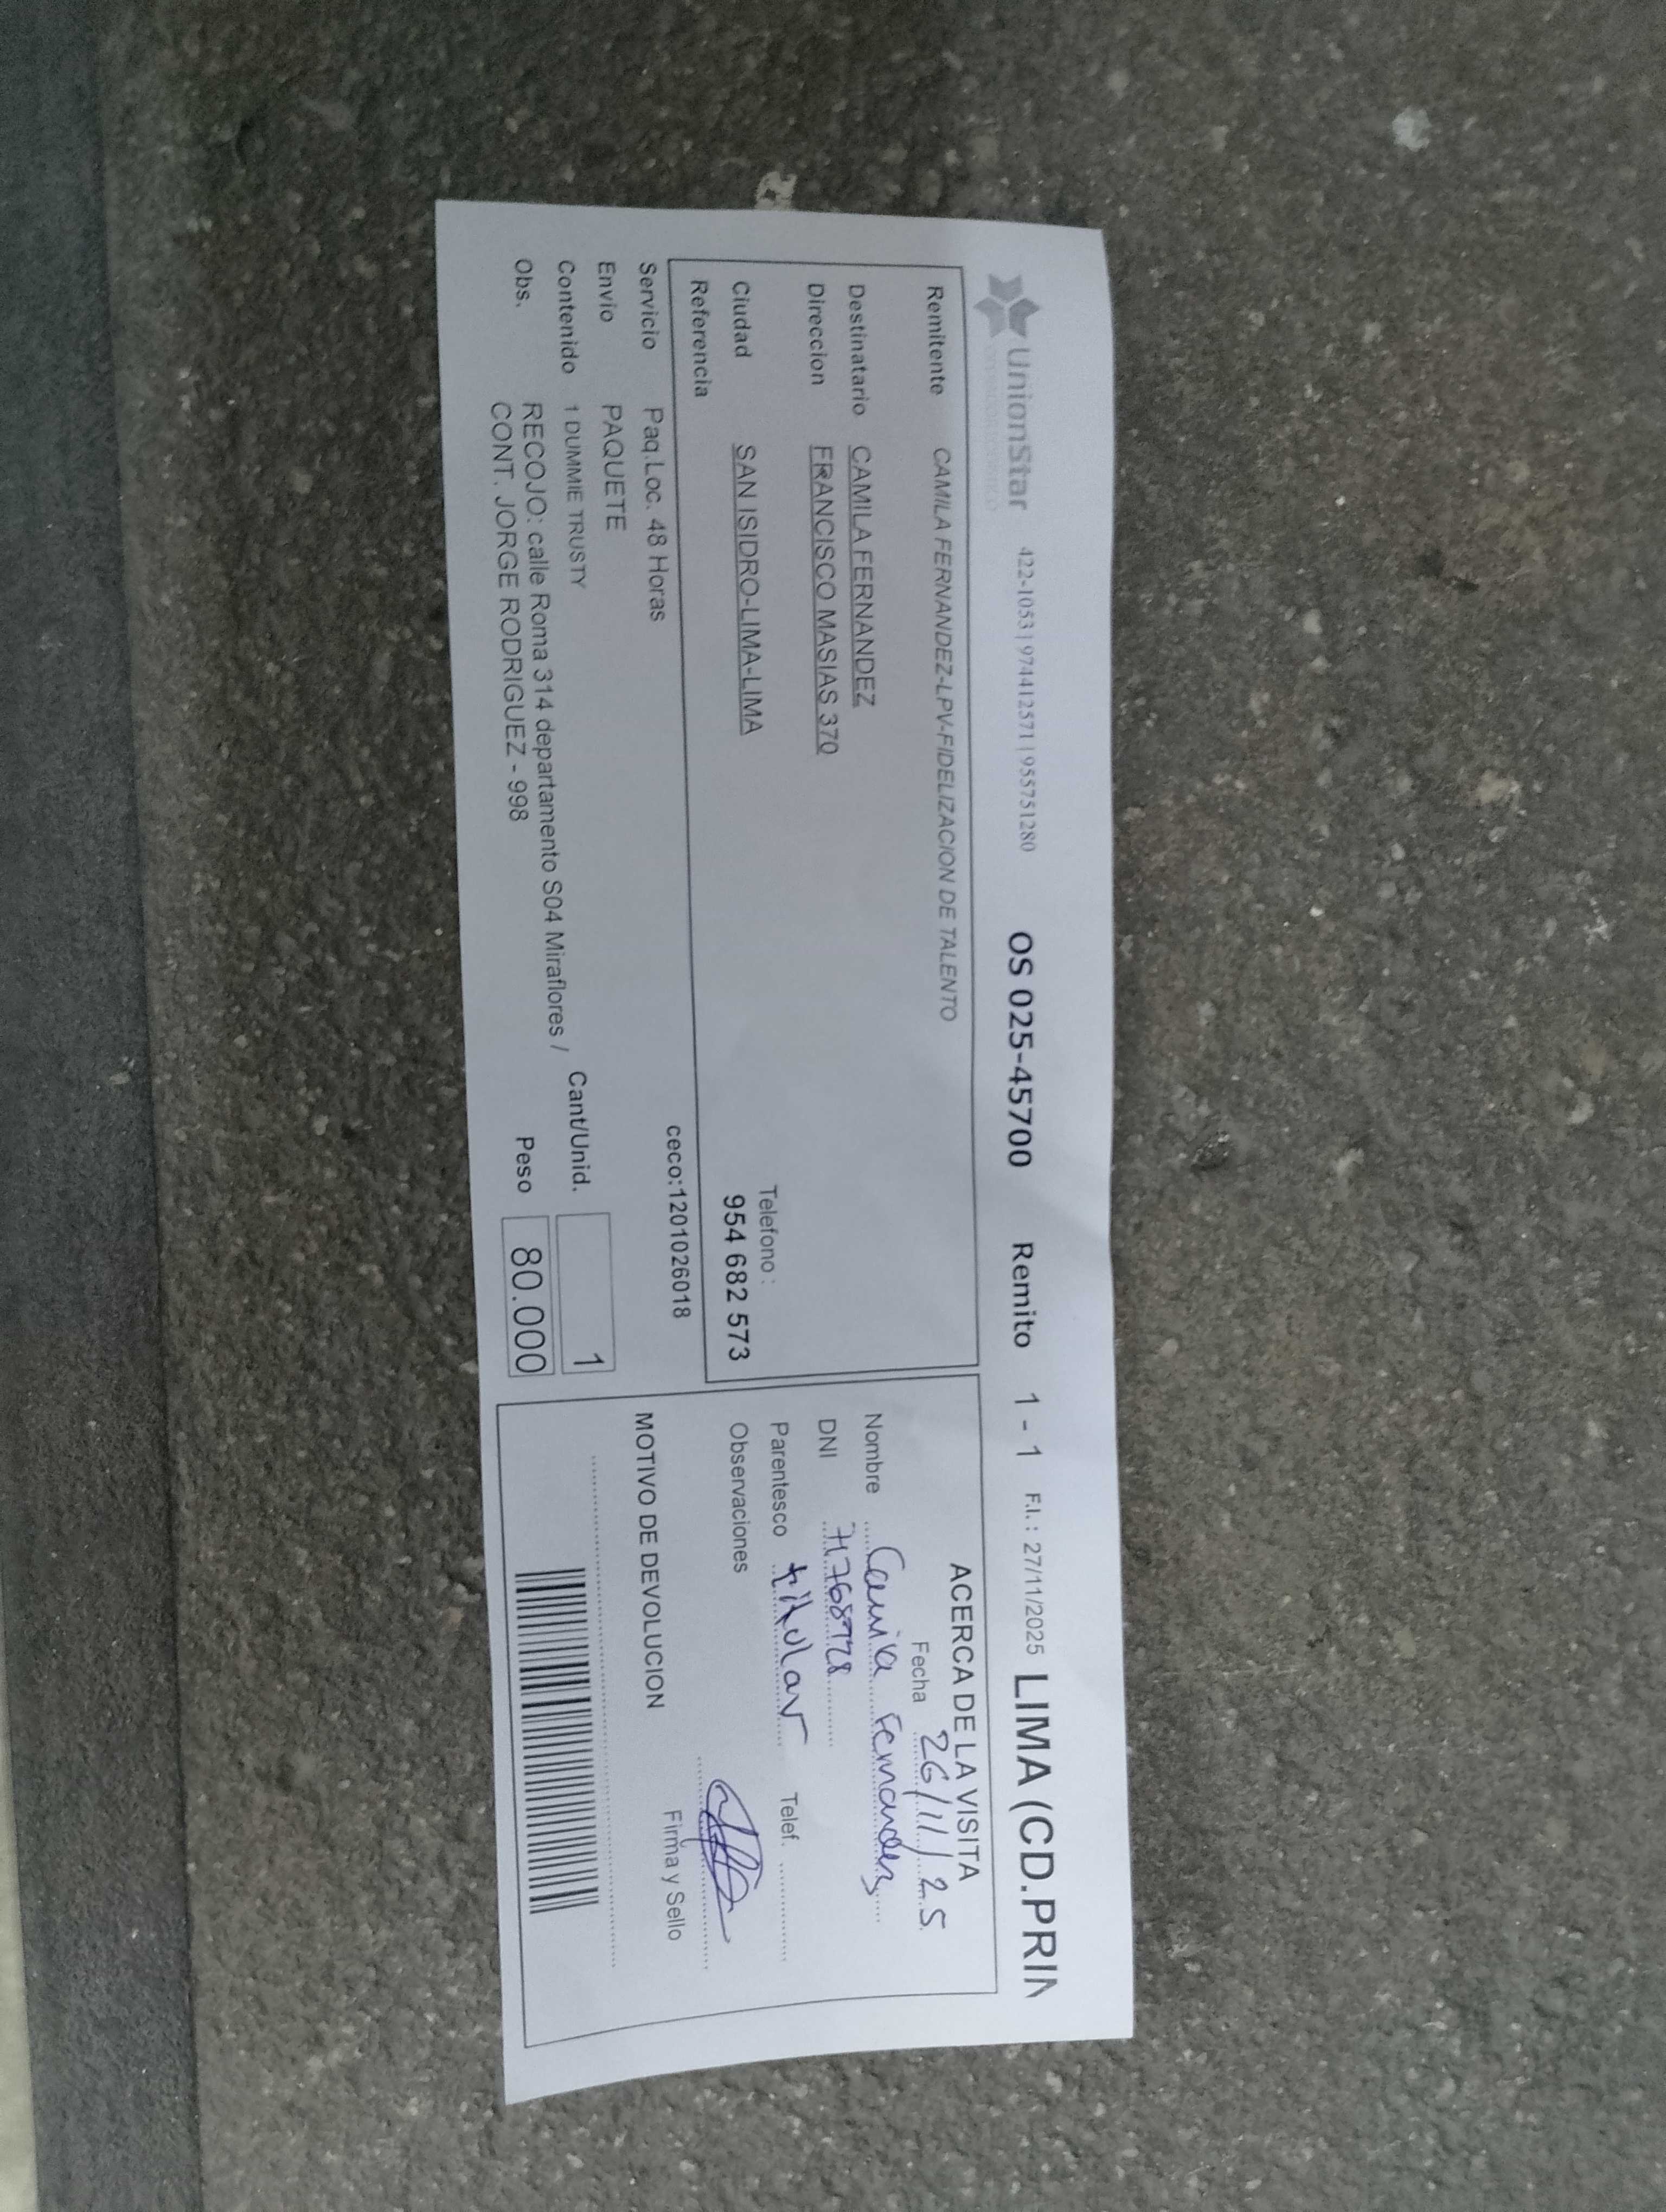 UnionStar 422-1053 | 974412571 | 955751280 OS 025-45700 Remito 1 - 1 F.I. : 27/11/2025 LIMA (CD.PRIN
Remitente CAMILA FERNANDEZ-LPV-FIDELIZACION DE TALENTO
Destinatario CAMILA FERNANDEZ
Direccion FRANCISCO MASIAS 370
Ciudad SAN ISIDRO-LIMA-LIMA
Telefono :
954 682 573
Referencia
ceco:1201026018
Servicio Paq.Loc. 48 Horas
Envio PAQUETE
Contenido 1 DUMMIE TRUSTY
Cant/Unid. 1
Obs. RECOJO: calle Roma 314 departamento S04 Miraflores /
CONT. JORGE RODRIGUEZ - 998
Peso 80.000
ACERCA DE LA VISITA
Fecha 26/11/25
Nombre Camila Fernandez
DNI
Parentesco titular Telef.
Observaciones
Firma y Sello
MOTIVO DE DEVOLUCION